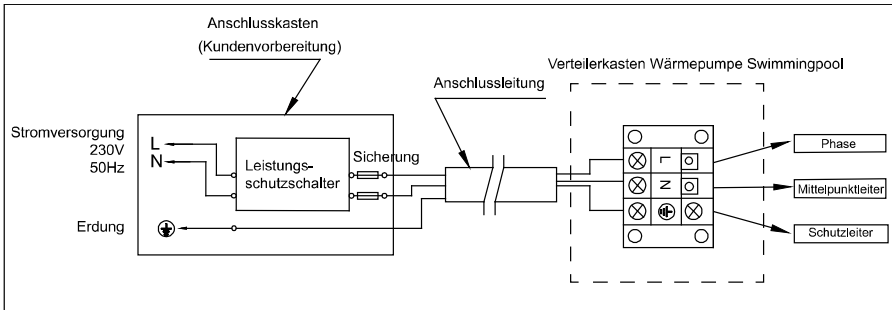 Anschlusskasten
(Kundenvorbereitung)
Verteilerkasten Wärmepumpe Swimmingpool
Anschlussleitung
Stromversorgung
230V
50Hz
L
N
Leistungs-
schutzschalter
Sicherung
Erdung
L
N
Phase
Mittelpunktleiter
Schutzleiter